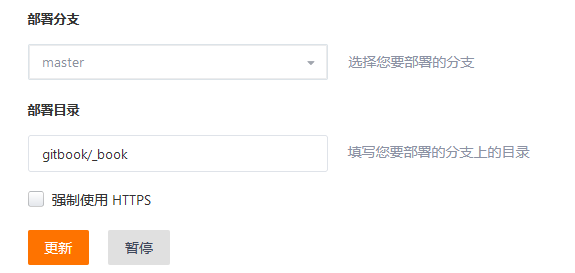 部署分支
master
选择您要部署的分支
部署目录
gitbook/_book
填写您要部署的分支上的目录
强制使用 HTTPS
更新
暂停